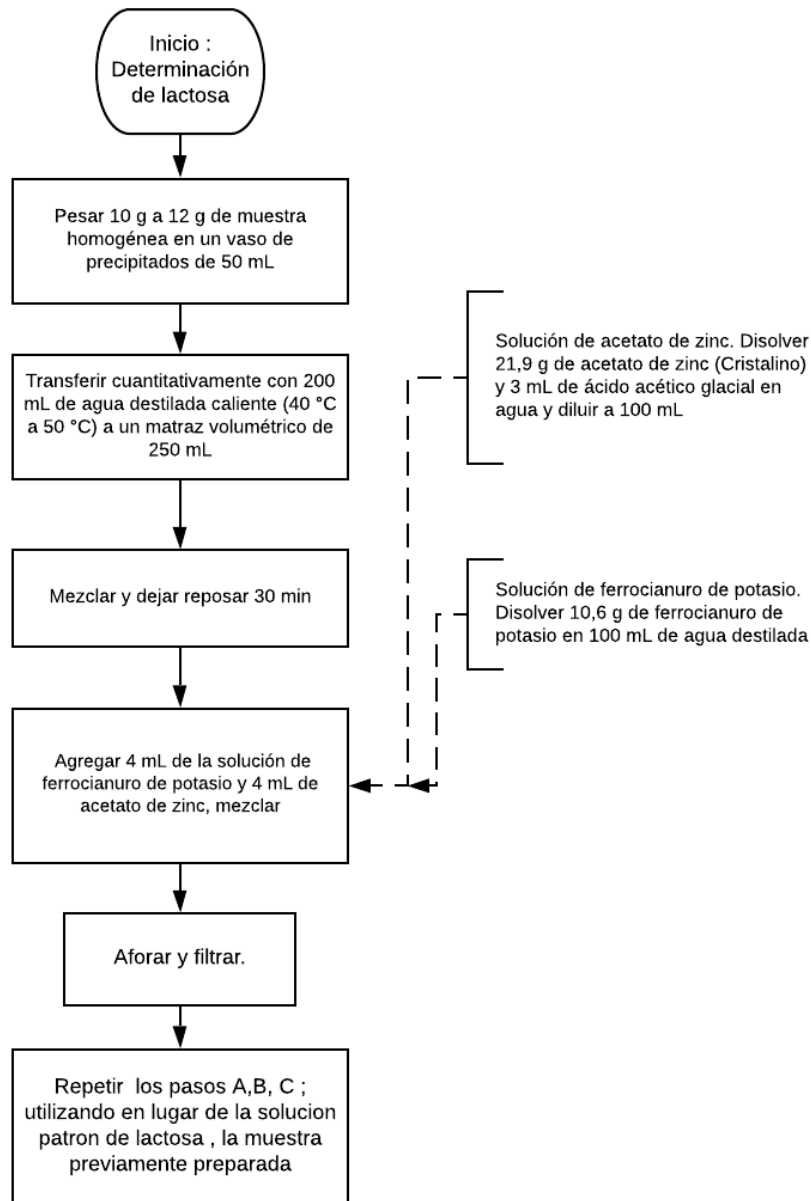 Inicio :
Determinación
de lactosa
Pesar 10 g a 12 g de muestra
homogénea en un vaso de
precipitados de 50 mL
Transferir cuantitativamente con 200
mL de agua destilada caliente (40 °C
a 50 °C) a un matraz volumétrico de
250 mL
Mezclar y dejar reposar 30 min
Solución de acetato de zinc. Disolver
21,9 g de acetato de zinc (Cristalino)
y 3 mL de ácido acético glacial en
agua y diluir a 100 mL
Solución de ferrocianuro de potasio.
Disolver 10,6 g de ferrocianuro de
potasio en 100 mL de agua destilada
Agregar 4 mL de la solución de
ferrocianuro de potasio y 4 mL de
acetato de zinc, mezclar
Aforar y filtrar.
Repetir los pasos A,B, C ;
utilizando en lugar de la solucion
patron de lactosa , la muestra
previamente preparada